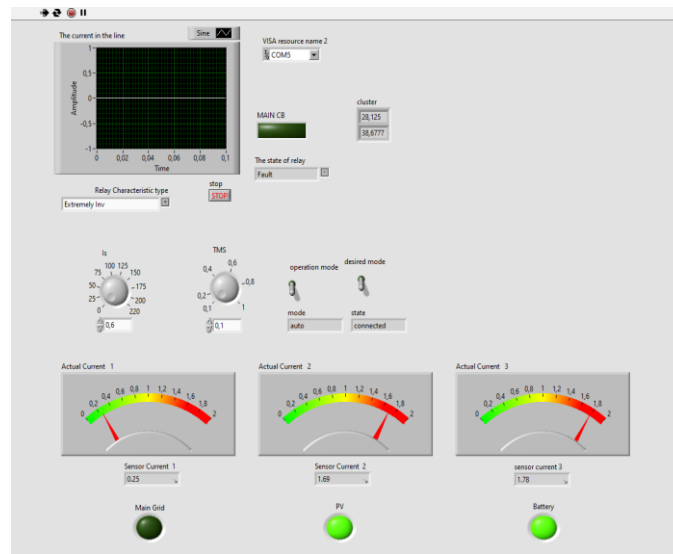 The current in the line
Sine
Amplitude
1
0,5
0
-0,5
-1
0 0,02 0,04 0,06 0,08 0,1
Time
VISA resource name 2
COM5
MAIN CB
cluster
28,125
38,6777
The state of relay
Fault
Relay Characteristic type
Extremely Inv
stop
STOP
Is
0 25 50 75 100 125 150 175 200 220
0,6
TMS
0,1 0,2 0,4 0,6 0,8 1
0,1
operation mode
desired mode
mode
auto
state
connected
Actual Current 1
0 0,2 0,4 0,6 0,8 1 1,2 1,4 1,6 1,8 2
Sensor Current 1
0.25
Main Grid
Actual Current 2
0 0,2 0,4 0,6 0,8 1 1,2 1,4 1,6 1,8 2
Sensor Current 2
1.69
PV
Actual Current 3
0 0,2 0,4 0,6 0,8 1 1,2 1,4 1,6 1,8 2
sensor current 3
1.78
Battery